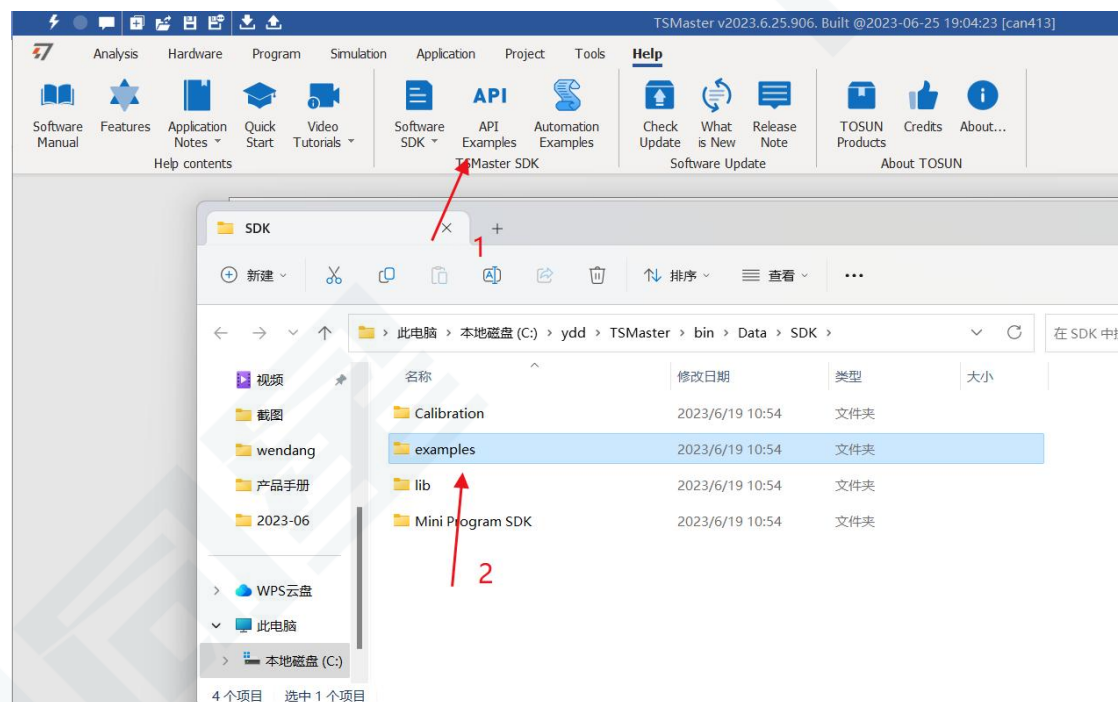 TSMaster v2023.6.25.906. Built @2023-06-25 19:04:23 [can413]
Analysis Hardware Program Simulation Application Project Tools Help
API
Software Manual Features Application Notes Quick Start Video Tutorials Software SDK API Examples Automation Examples Check Update What is New Release Note TOSUN Products Credits About...
Help contents TSMaster SDK Software Update About TOSUN
SDK
1
新建 排序 查看
此电脑 > 本地磁盘 (C:) > ydd > TSMaster > bin > Data > SDK > 在 SDK 中
视频 名称 修改日期 类型 大小
截图 Calibration 2023/6/19 10:54 文件夹
wendang examples 2023/6/19 10:54 文件夹
产品手册 lib 2023/6/19 10:54 文件夹
2023-06 Mini Program SDK 2023/6/19 10:54 文件夹
2
WPS云盘
此电脑
本地磁盘 (C:)
4 个项目 选中 1 个项目